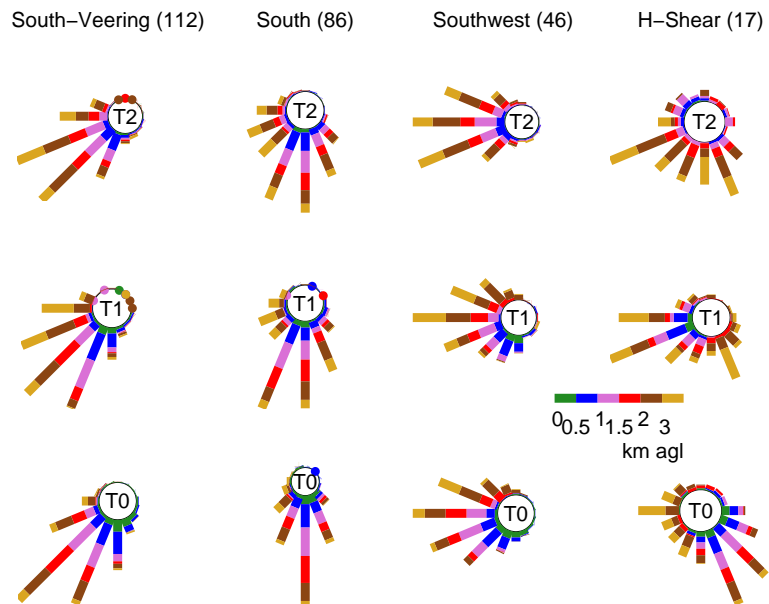 South−Veering (112) South (86) Southwest (46) H−Shear (17)
T2 T2 T2 T2
T1 T1 T1 T1
0 0.5 1 1.5 2 3
km agl
T0 T0 T0 T0